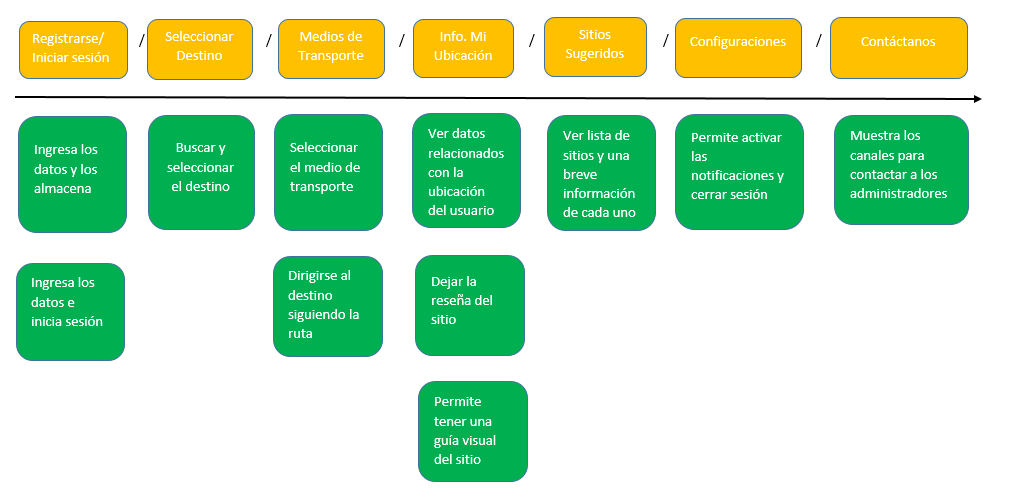 Registrarse/
Iniciar sesión
/
Seleccionar
Destino
/
Medios de
Transporte
/
Info. Mi
Ubicación
/
Sitios
Sugeridos
/
Configuraciones
/
Contáctanos
Ingresa los
datos y los
almacena
Buscar y
seleccionar
el destino
Seleccionar
el medio de
transporte
Ver datos
relacionados
con la
ubicación
del usuario
Ver lista de
sitios y una
breve
información
de cada uno
Permite activar
las
notificaciones y
cerrar sesión
Muestra los
canales para
contactar a los
administradores
Ingresa los
datos e
inicia sesión
Dirigirse al
destino
siguiendo la
ruta
Dejar la
reseña del
sitio
Permite
tener una
guía visual
del sitio